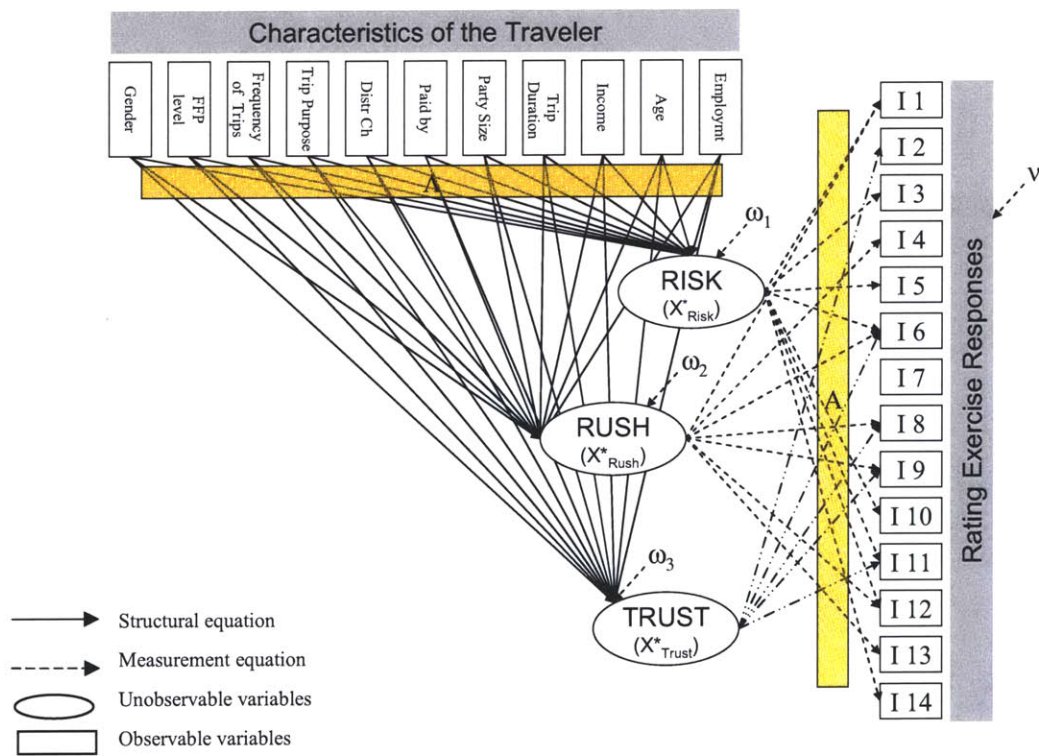 Characteristics of the Traveler
Gender
FFP
level
Frequency
of Trips
Trip Purpose
Distr Ch
Paid by
Party Size
Trip
Duration
Income
Age
Employmt
A
ω1
RISK
(X*Risk)
ω2
RUSH
(X*Rush)
ω3
TRUST
(X*Trust)
A
I 1
I 2
I 3
I 4
I 5
I 6
I 7
I 8
I 9
I 10
I 11
I 12
I 13
I 14
Rating Exercise Responses
ν
Structural equation
Measurement equation
Unobservable variables
Observable variables